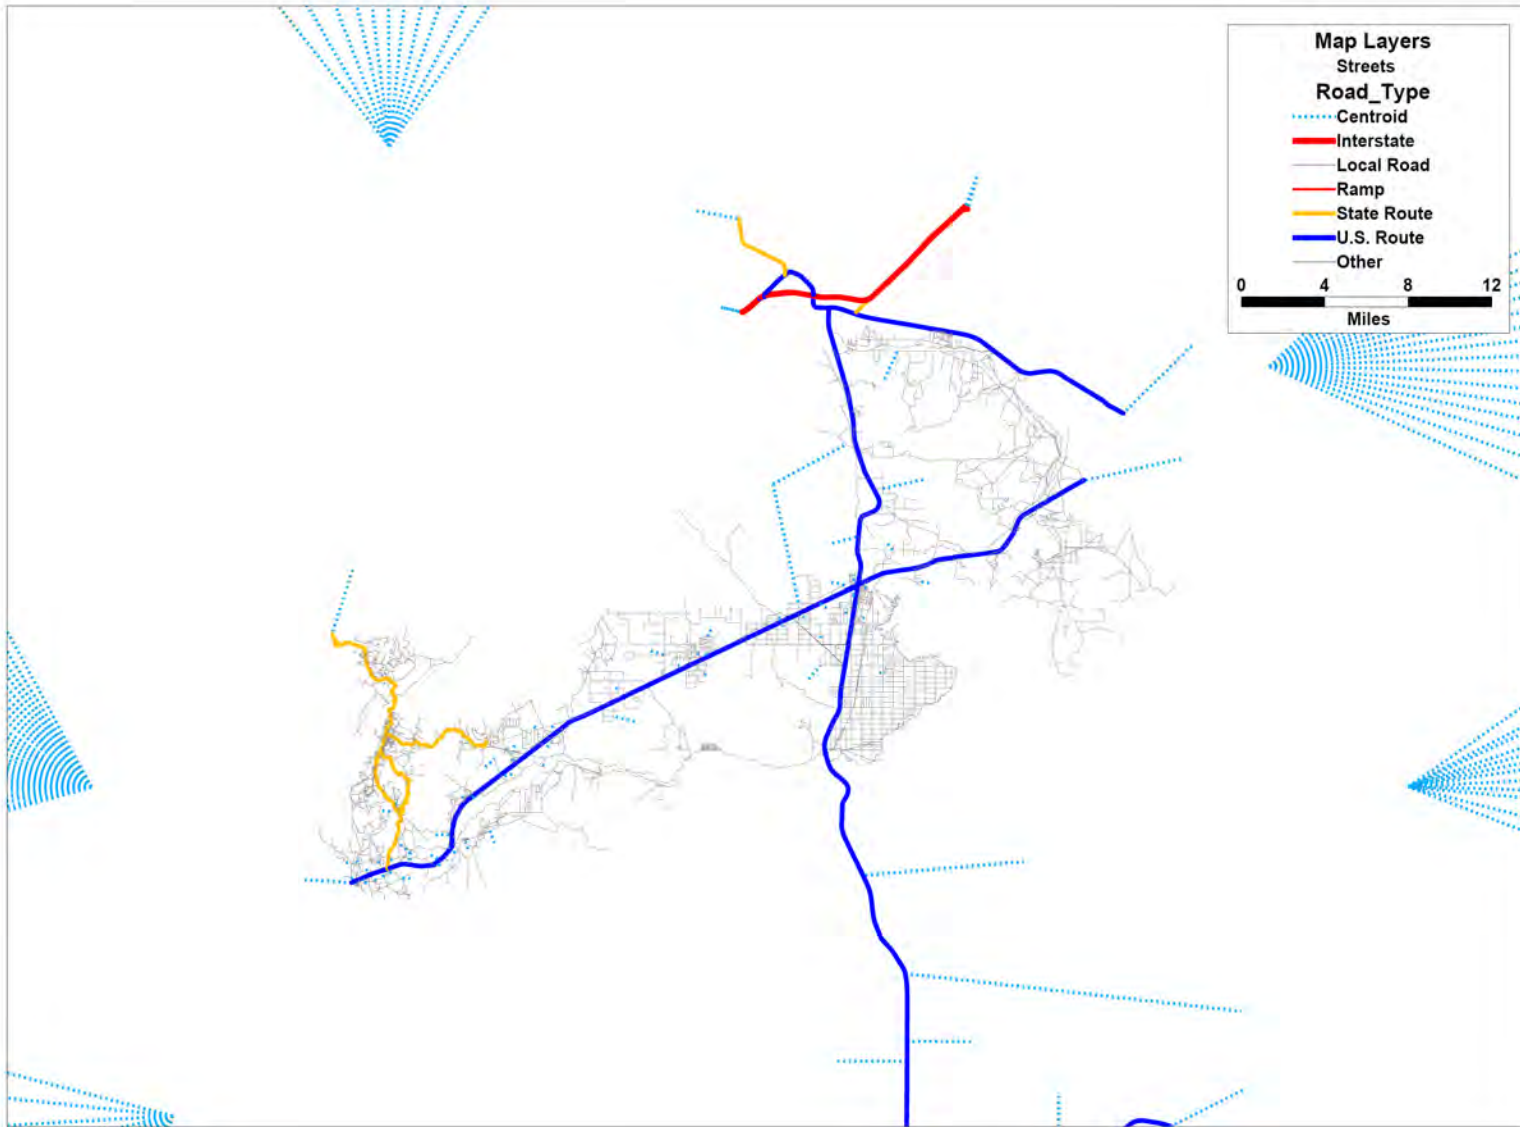 Map Layers
Streets
Road_Type
Centroid
Interstate
Local Road
Ramp
State Route
U.S. Route
Other
0 4 8 12
Miles